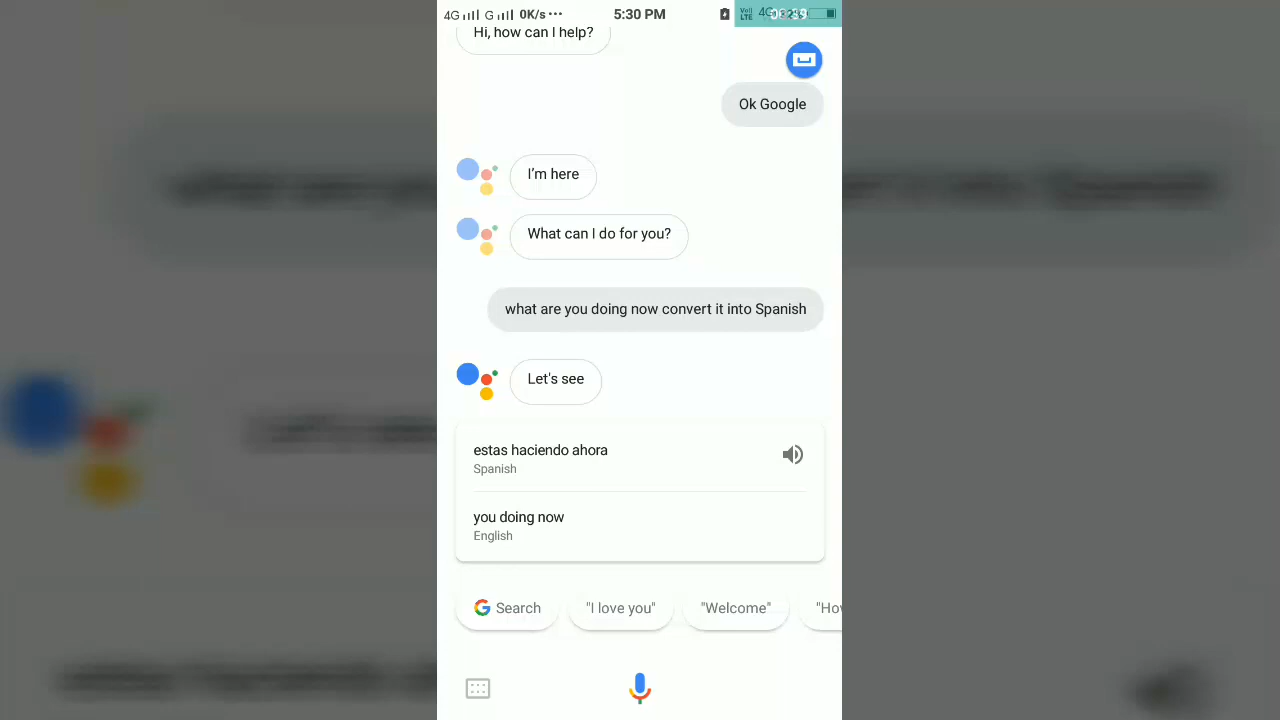 4G G 0K/s ··· 5:30 PM
Hi, how can I help?
Ok Google
I'm here
What can I do for you?
what are you doing now convert it into Spanish
Let's see
estas haciendo ahora
Spanish
you doing now
English
Search "I love you" "Welcome"